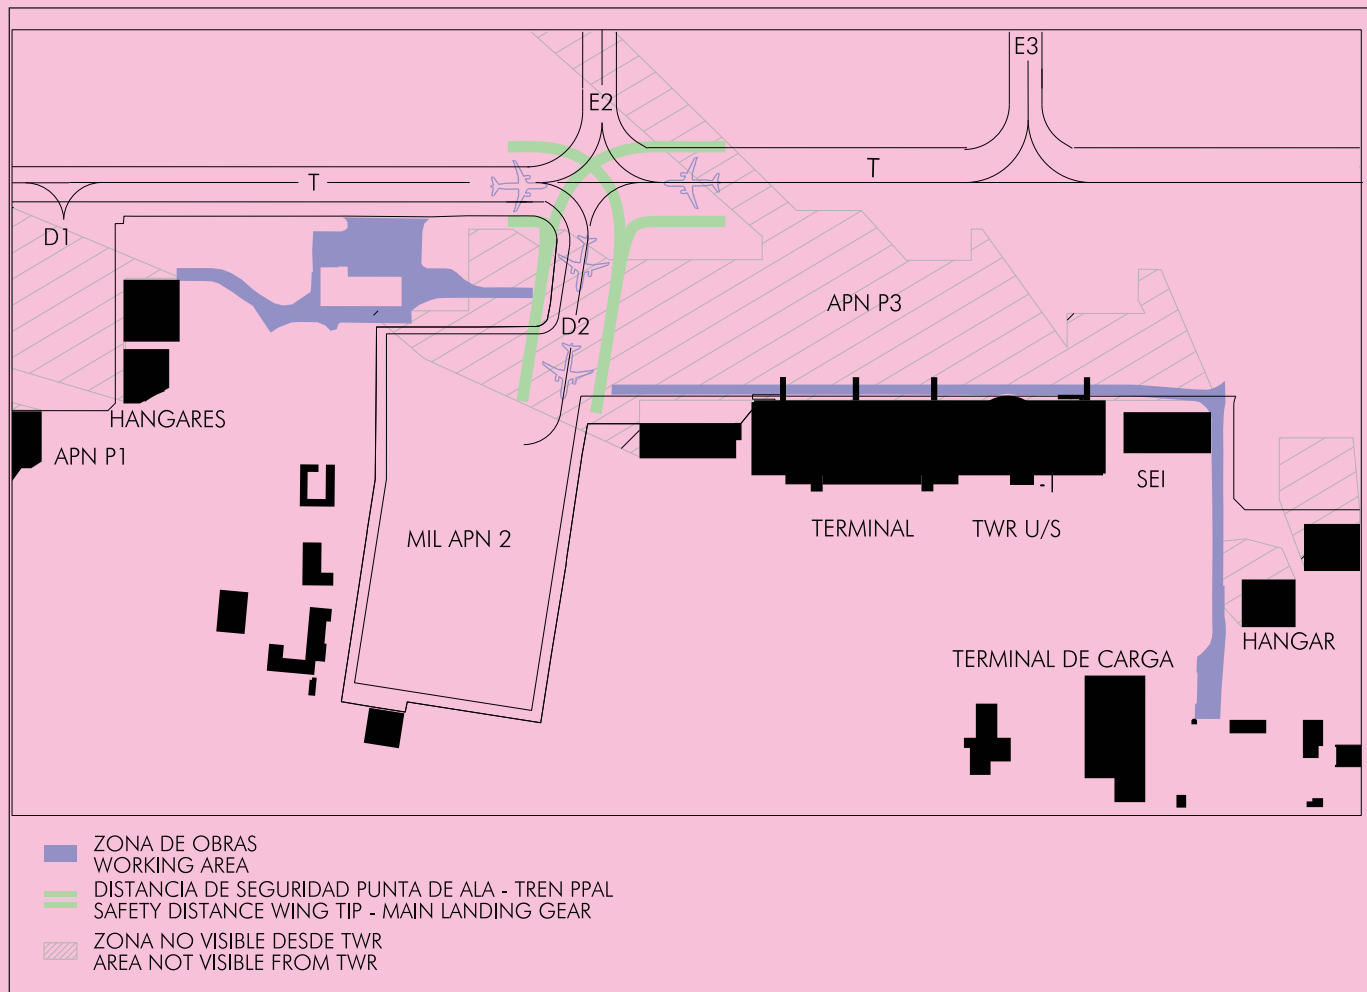 E3
E2
T
T
D1
APN P3
D2
HANGARES
APN P1
SEI
MIL APN 2
TERMINAL
TWR U/S
HANGAR
TERMINAL DE CARGA
ZONA DE OBRAS
WORKING AREA
DISTANCIA DE SEGURIDAD PUNTA DE ALA - TREN PPAL
SAFETY DISTANCE WING TIP - MAIN LANDING GEAR
ZONA NO VISIBLE DESDE TWR
AREA NOT VISIBLE FROM TWR